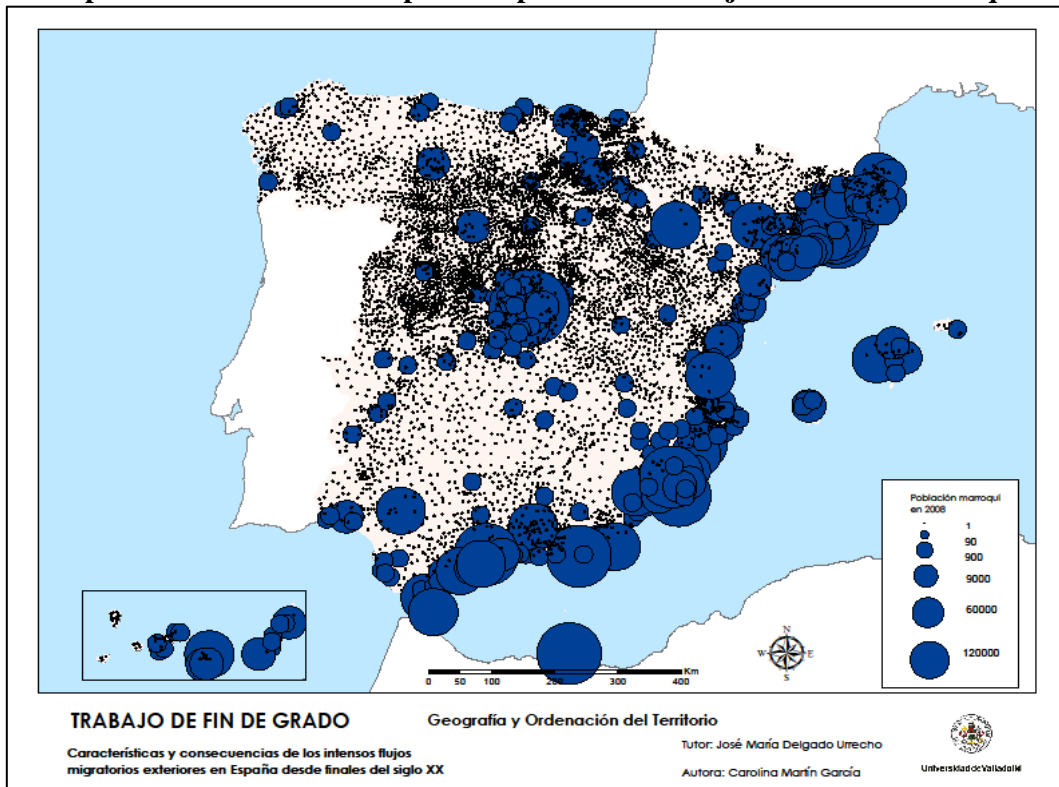 Población marroquí
en 2008
1
90
900
9000
60000
120000
N
W E
S
Km
0 50 100 200 300 400
TRABAJO DE FIN DE GRADO
Geografía y Ordenación del Territorio
Características y consecuencias de los intensos flujos
migratorios exteriores en España desde finales del siglo XX
Tutor: José María Delgado Urrecho
Autora: Carolina Martín García
Universidad de Valladolid